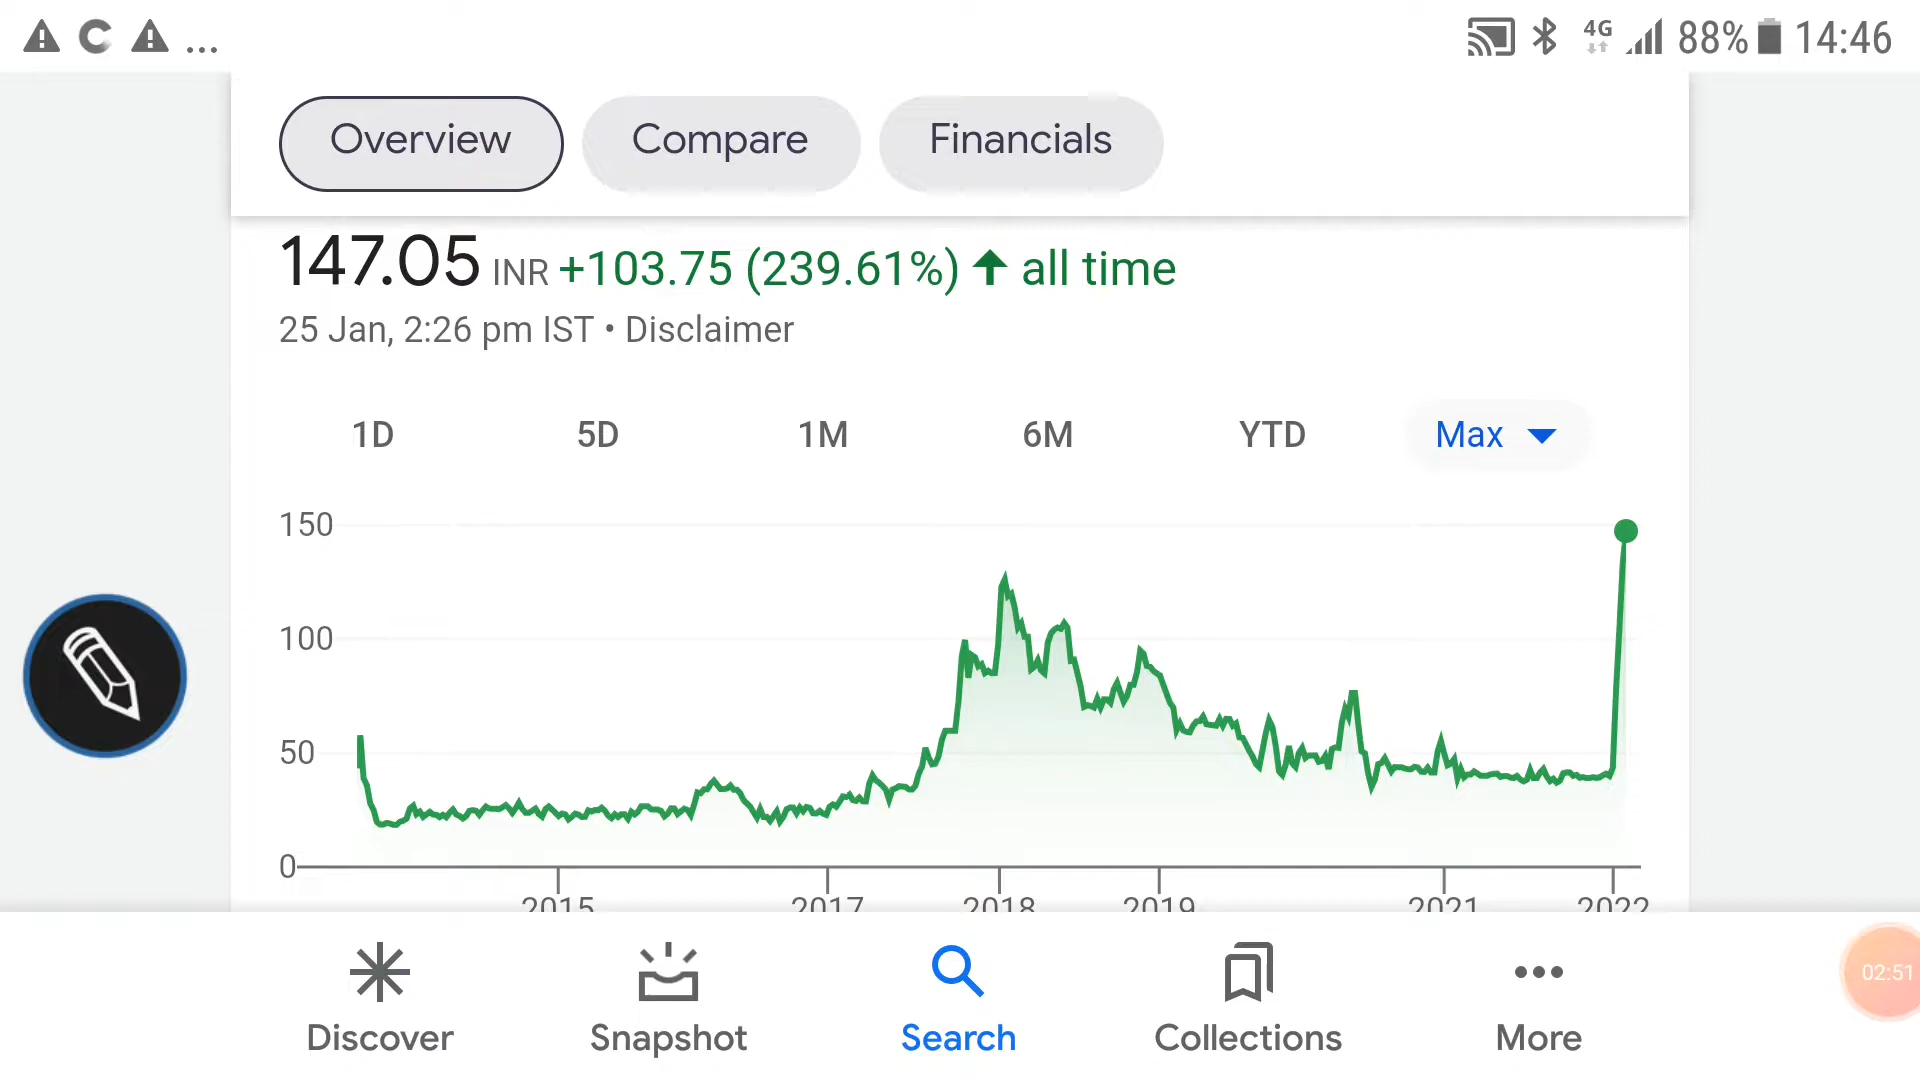 ... 4G 88% 14:46
Overview Compare Financials
147.05 INR +103.75 (239.61%) ↑ all time
25 Jan, 2:26 pm IST • Disclaimer
1D 5D 1M 6M YTD Max
150
100
50
0
2015 2017 2018 2019 2021 2022
02:51
Discover Snapshot Search Collections More